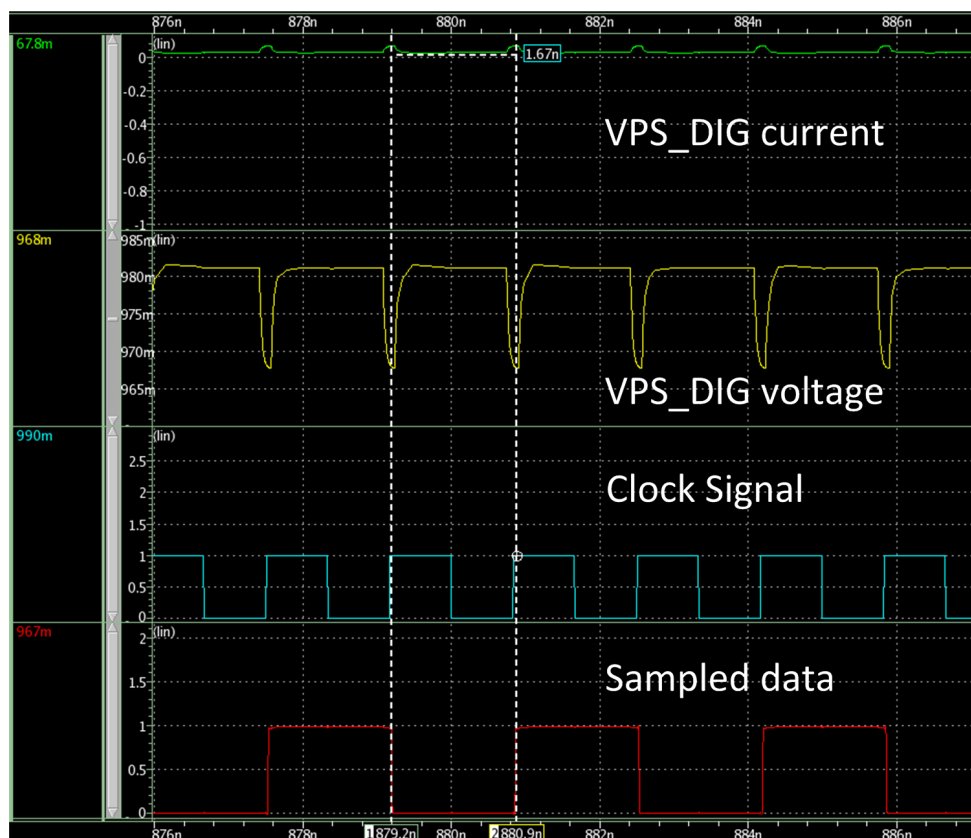 876n 878n 880n 882n 884n 886n
67.8m
(lin)
1.67n
0
-0.2
VPS_DIG current
-0.4
-0.6
-0.8
-1
968m
985m
(lin)
980m
975m
970m
965m
VPS_DIG voltage
990m
(lin)
2.5
Clock Signal
2
1.5
1
0.5
0
967m
(lin)
2
Sampled data
1.5
1
0.5
0
876n 878n 1 879.2n 880n 2 880.9n 882n 884n 886n